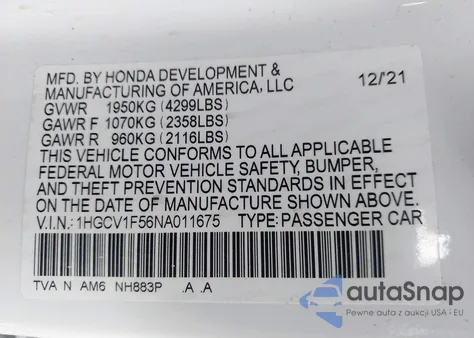 MFD. BY HONDA DEVELOPMENT & 
MANUFACTURING OF AMERICA, LLC 12/'21
GVWR 1950KG (4299LBS)
GAWR F 1070KG (2358LBS)
GAWR R 960KG (2116LBS)
THIS VEHICLE CONFORMS TO ALL APPLICABLE
FEDERAL MOTOR VEHICLE SAFETY, BUMPER,
AND THEFT PREVENTION STANDARDS IN EFFECT
ON THE DATE OF MANUFACTURE SHOWN ABOVE.
V.I.N.: 1HGCV1F56NA011675 TYPE: PASSENGER CAR
TVA N AM6 NH883P .A .A
autoSnap
Pewne auta z aukcji USA - EU